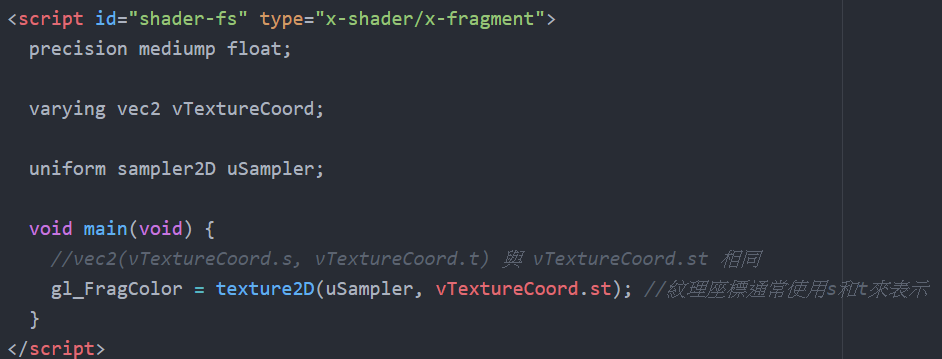 <script id="shader-fs" type="x-shader/x-fragment">
precision mediump float;
varying vec2 vTextureCoord;
uniform sampler2D uSampler;
void main(void) {
//vec2(vTextureCoord.s, vTextureCoord.t) 與 vTextureCoord.st 相同
gl_FragColor = texture2D(uSampler, vTextureCoord.st); //紋理座標通常使用s和t來表示
}
</script>